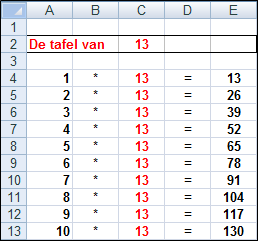 A B C D E
1
2 De tafel van 13
3
4 1 * 13 = 13
5 2 * 13 = 26
6 3 * 13 = 39
7 4 * 13 = 52
8 5 * 13 = 65
9 6 * 13 = 78
10 7 * 13 = 91
11 8 * 13 = 104
12 9 * 13 = 117
13 10 * 13 = 130